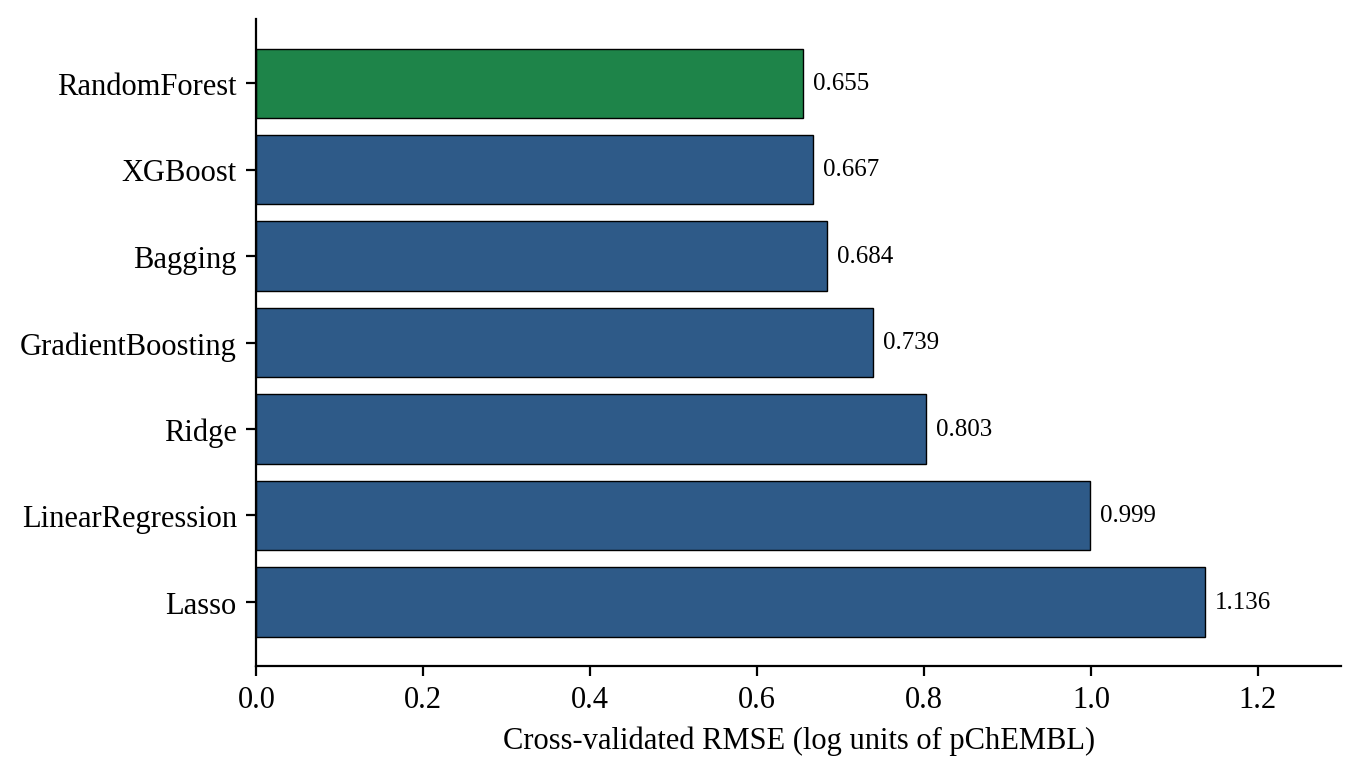 RandomForest 0.655
XGBoost 0.667
Bagging 0.684
GradientBoosting 0.739
Ridge 0.803
LinearRegression 0.999
Lasso 1.136
0.0 0.2 0.4 0.6 0.8 1.0 1.2
Cross-validated RMSE (log units of pChEMBL)